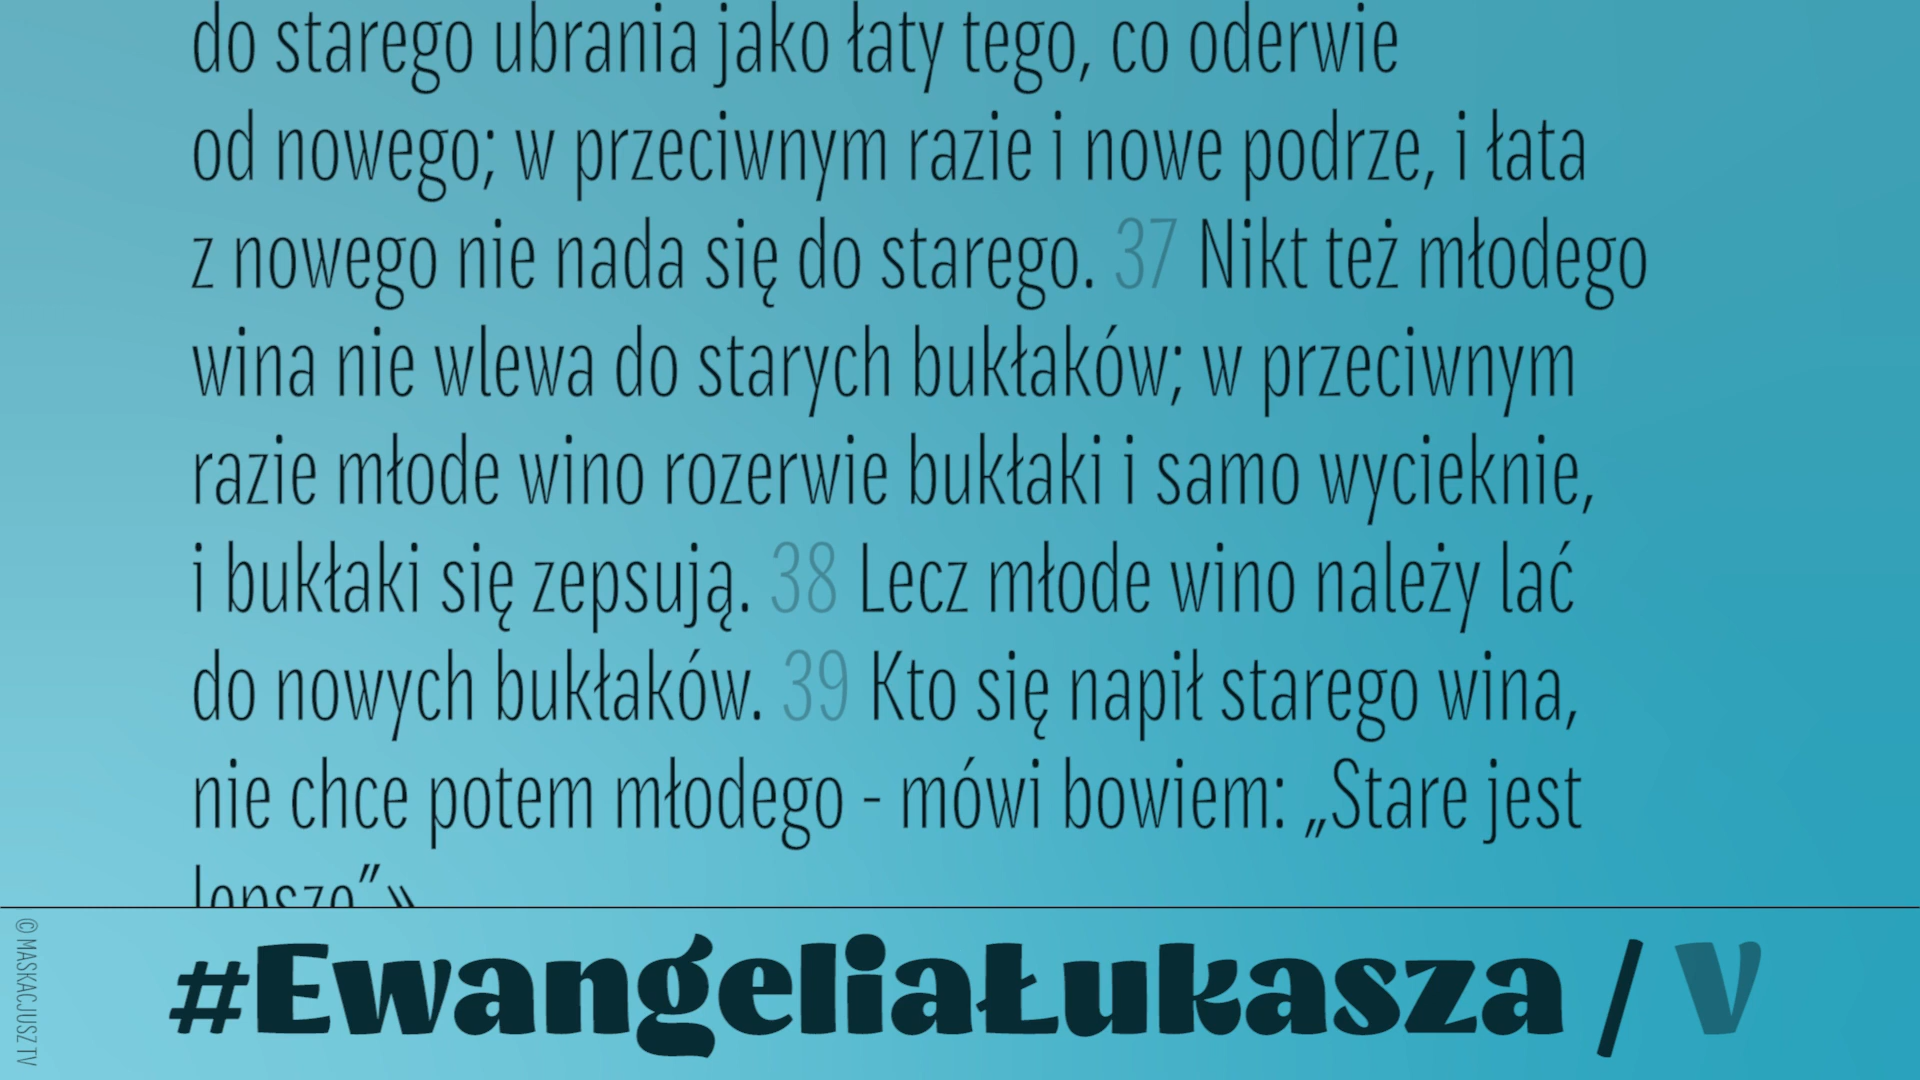 do starego ubrania jako łaty tego, co oderwie
od nowego; w przeciwnym razie i nowe podrze, i łata
z nowego nie nada się do starego. 37 Nikt też młodego
wina nie wlewa do starych bukłaków; w przeciwnym
razie młode wino rozerwie bukłaki i samo wycieknie,
i bukłaki się zepsują. 38 Lecz młode wino należy lać
do nowych bukłaków. 39 Kto się napił starego wina,
nie chce potem młodego - mówi bowiem: „Stare jest
lepsze”»
#EwangeliaŁukasza / V
© MASKACJUSZ TV